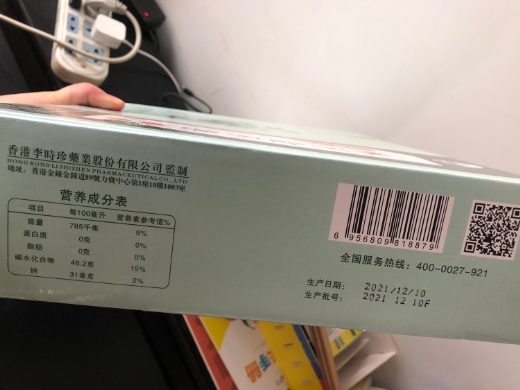 香港李時珍藥業股份有限公司監制
HONG KONG LI SHIZHEN PHARMACEUTICAL CO., LTD
地址：香港金鐘金鐘道89號力寶中心第1座10樓1003室
营养成分表
项目 每100毫升 营养素参考值%
能量 785千焦 9%
蛋白质 0克 0%
脂肪 0克 0%
碳水化合物 45.2克 15%
钠 31毫克 2%
6 956809 818879
全国服务热线：400-0027-921
生产日期： 2021/12/10
生产批号： 2021 12 10F